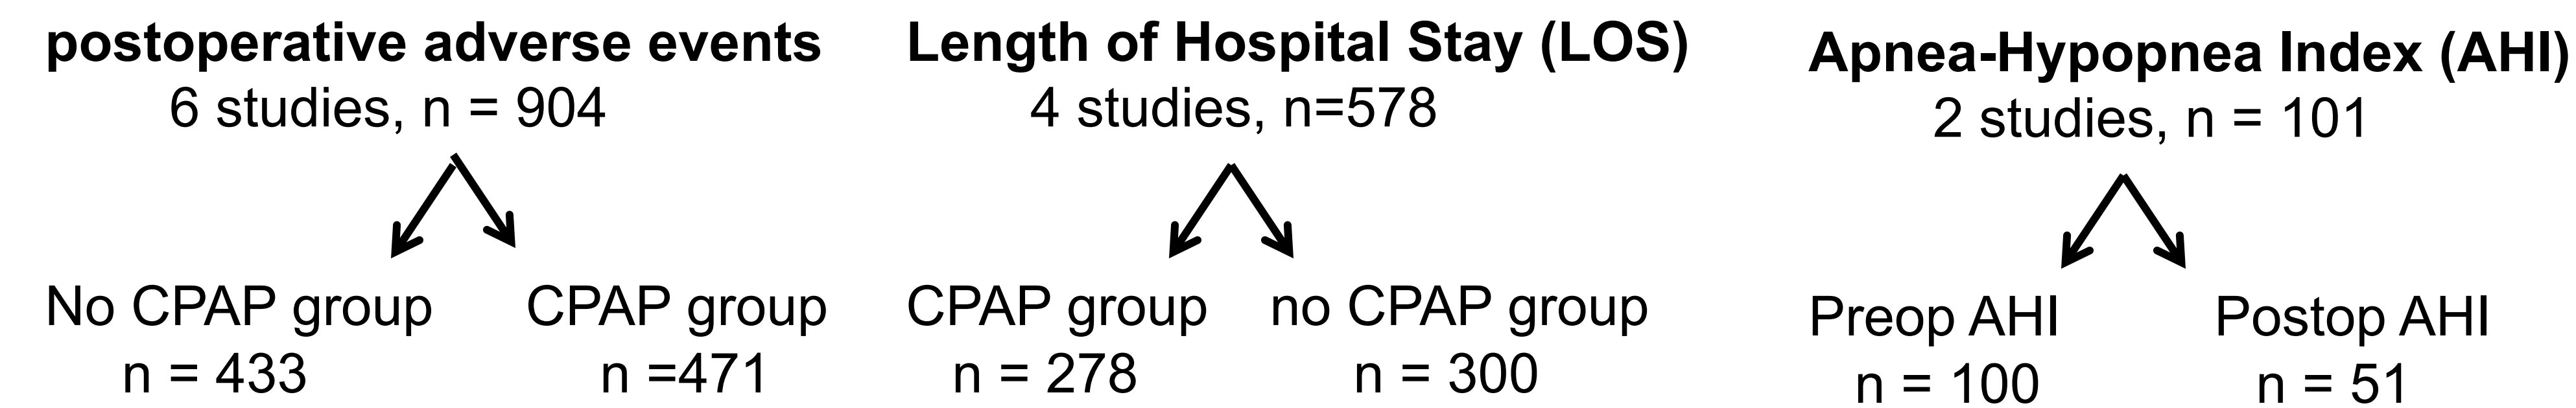 postoperative adverse events
6 studies, n = 904
No CPAP group
n = 433
CPAP group
n =471
Length of Hospital Stay (LOS)
4 studies, n=578
CPAP group
n = 278
no CPAP group
n = 300
Apnea-Hypopnea Index (AHI)
2 studies, n = 101
Preop AHI
n = 100
Postop AHI
n = 51